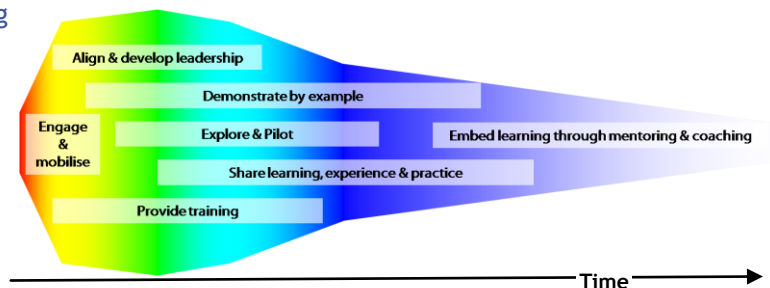 g
Align & develop leadership
Demonstrate by example
Engage
&
mobilise
Explore & Pilot
Embed learning through mentoring & coaching
Share learning, experience & practice
Provide training
Time